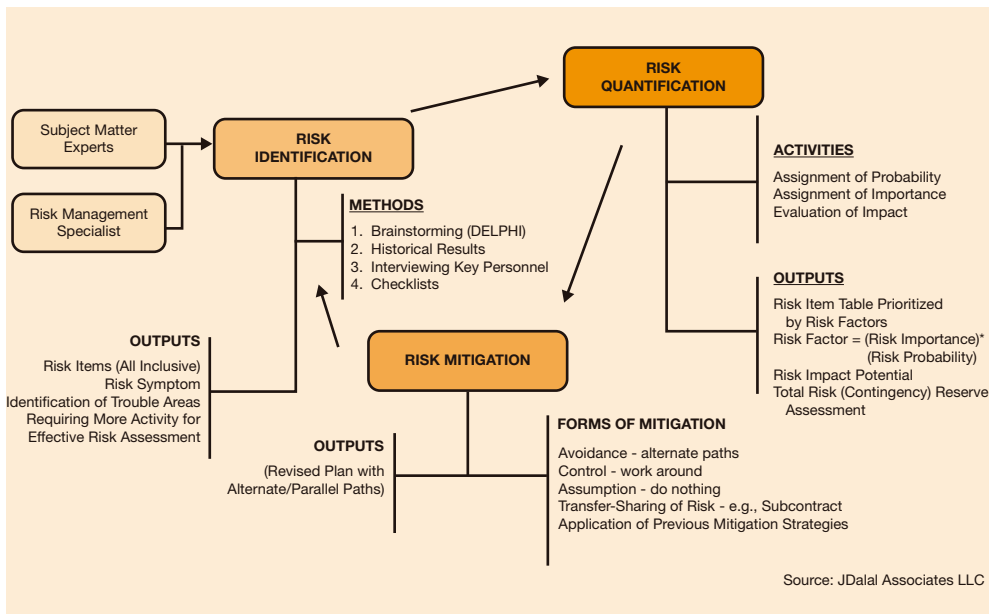 RISK
QUANTIFICATION
Subject Matter
Experts
RISK
IDENTIFICATION
Risk Management
Specialist
ACTIVITIES
Assignment of Probability
Assignment of Importance
Evaluation of Impact
METHODS
1. Brainstorming (DELPHI)
2. Historical Results
3. Interviewing Key Personnel
4. Checklists
OUTPUTS
Risk Item Table Prioritized
by Risk Factors
Risk Factor = (Risk Importance)*
(Risk Probability)
Risk Impact Potential
Total Risk (Contingency) Reserve
Assessment
OUTPUTS
Risk Items (All Inclusive)
Risk Symptom
Identification of Trouble Areas
Requiring More Activity for
Effective Risk Assessment
RISK MITIGATION
OUTPUTS
(Revised Plan with
Alternate/Parallel Paths)
FORMS OF MITIGATION
Avoidance - alternate paths
Control - work around
Assumption - do nothing
Transfer-Sharing of Risk - e.g., Subcontract
Application of Previous Mitigation Strategies
Source: JDalal Associates LLC